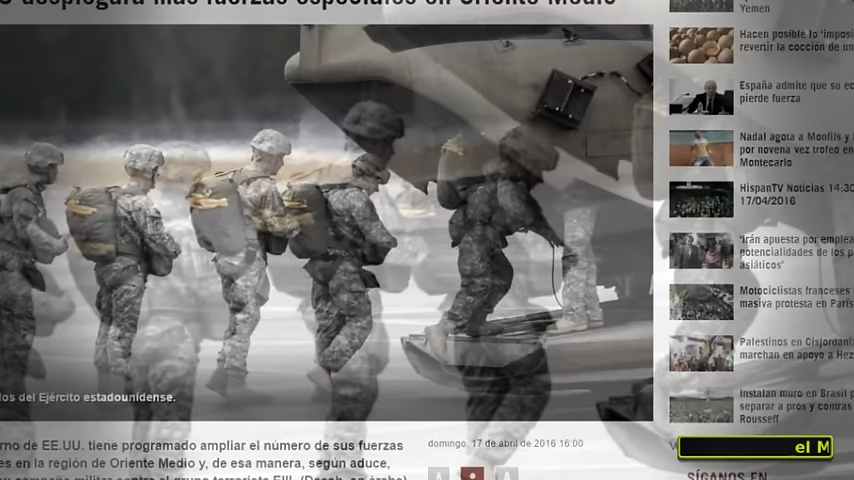 desplegará más fuerzas especiales en Oriente Medio
Yemen
Hacen posible lo 'imposi
revertir la cocción de un
España admite que su ec
pierde fuerza
Nadal agota a Monfils y
por novena vez trofeo en
Montecarlo
HispanTV Noticias 14:30
17/04/2016
'Irán apuesta por emplea
potencialidades de los p
asiáticos'
Motociclistas franceses
masiva protesta en París
Palestinos en Cisjordani
marchan en apoyo a Hez
Instalan muro en Brasil p
separar a pros y contras
Rousseff
los del Ejército estadounidense.
rno de EE.UU. tiene programado ampliar el número de sus fuerzas
es en la región de Oriente Medio y, de esa manera, según aduce,
domingo, 17 de abril de 2016 16:00
el M
SÍGANOS EN